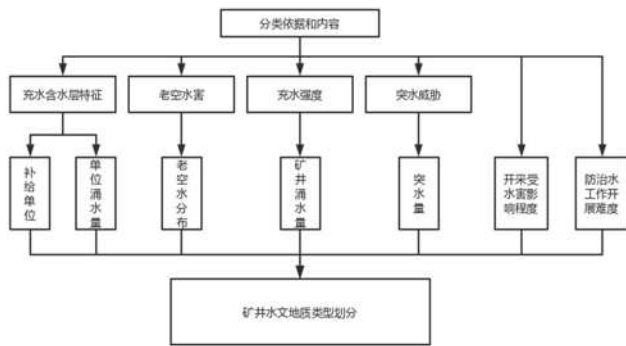 分类依据和内容
充水含水层特征
老空水害
充水强度
突水威胁
补给单位
单位涌水量
老空水分布
矿井涌水量
突水量
开采受
水害影
响程度
防治水
工作开
展难度
矿井水文地质类型划分